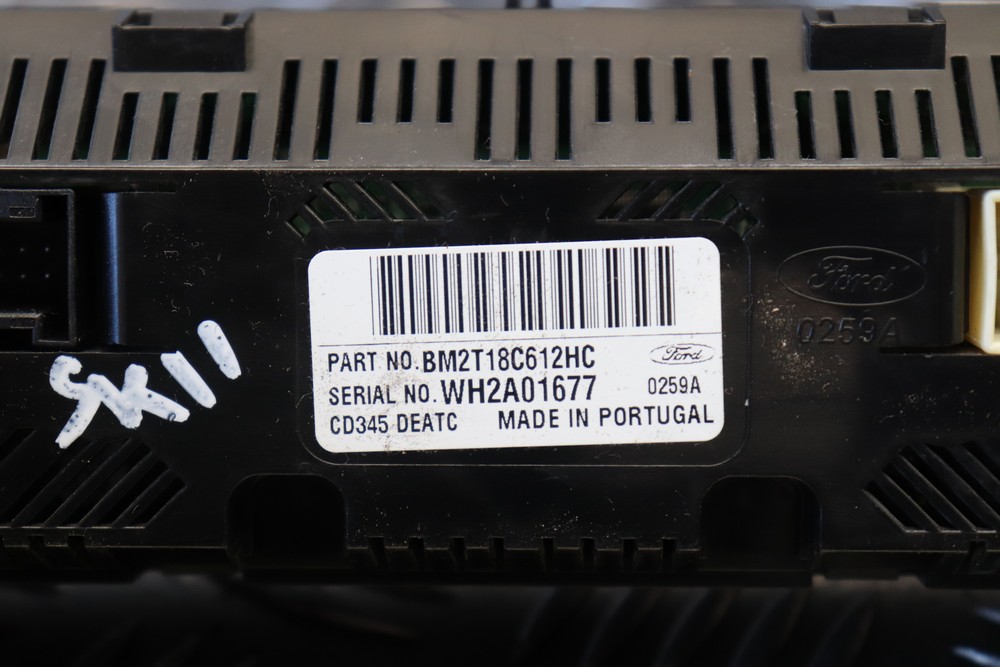 PART NO. BM2T18C612HC
Ford
SERIAL NO. WH2A01677
0259A
CD345 DEATC MADE IN PORTUGAL
Ford
0259A